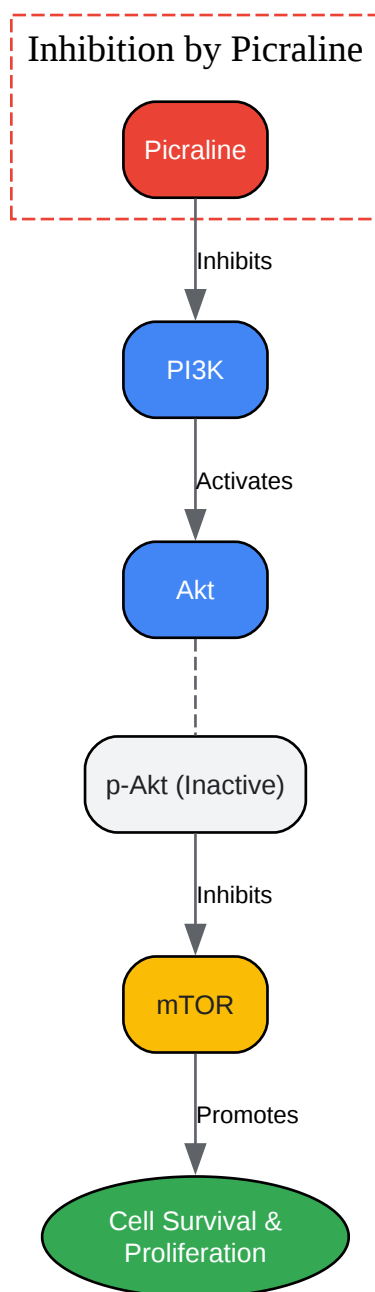 Inhibition by Picraline
Picraline
Inhibits
PI3K
Activates
Akt
p-Akt (Inactive)
Inhibits
mTOR
Promotes
Cell Survival &
Proliferation